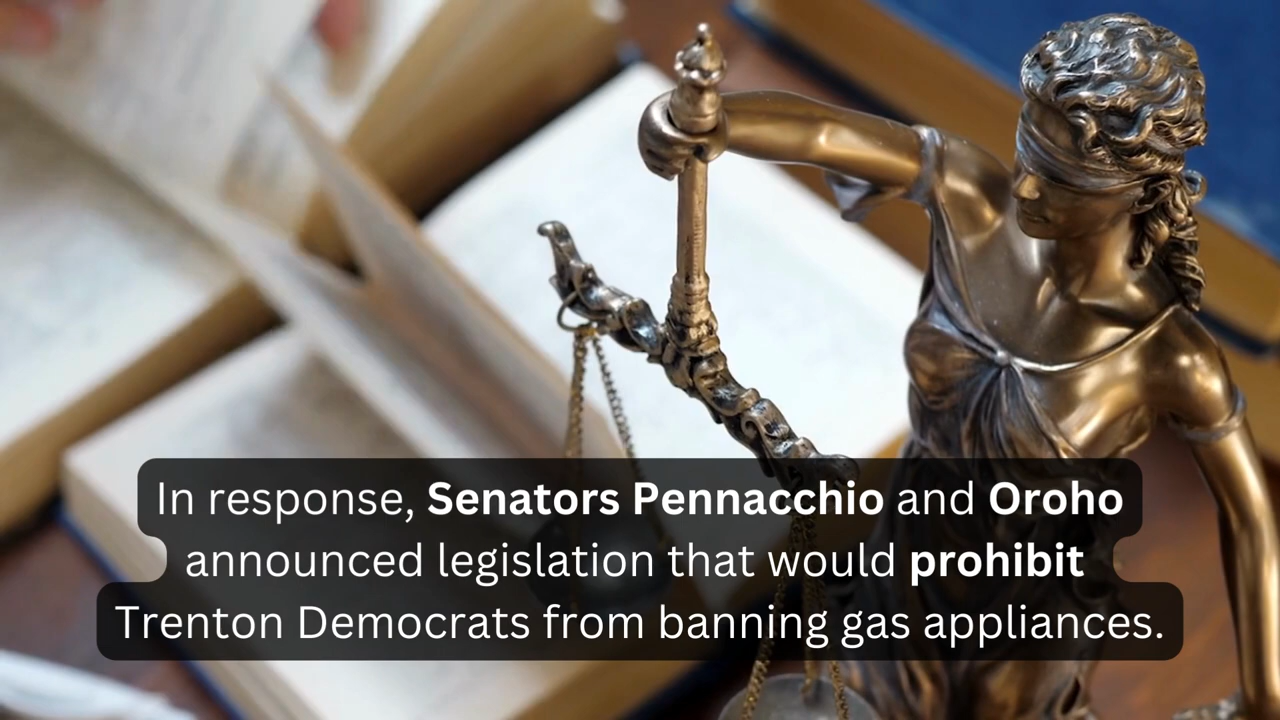 In response, Senators Pennacchio and Oroho
announced legislation that would prohibit
Trenton Democrats from banning gas appliances.